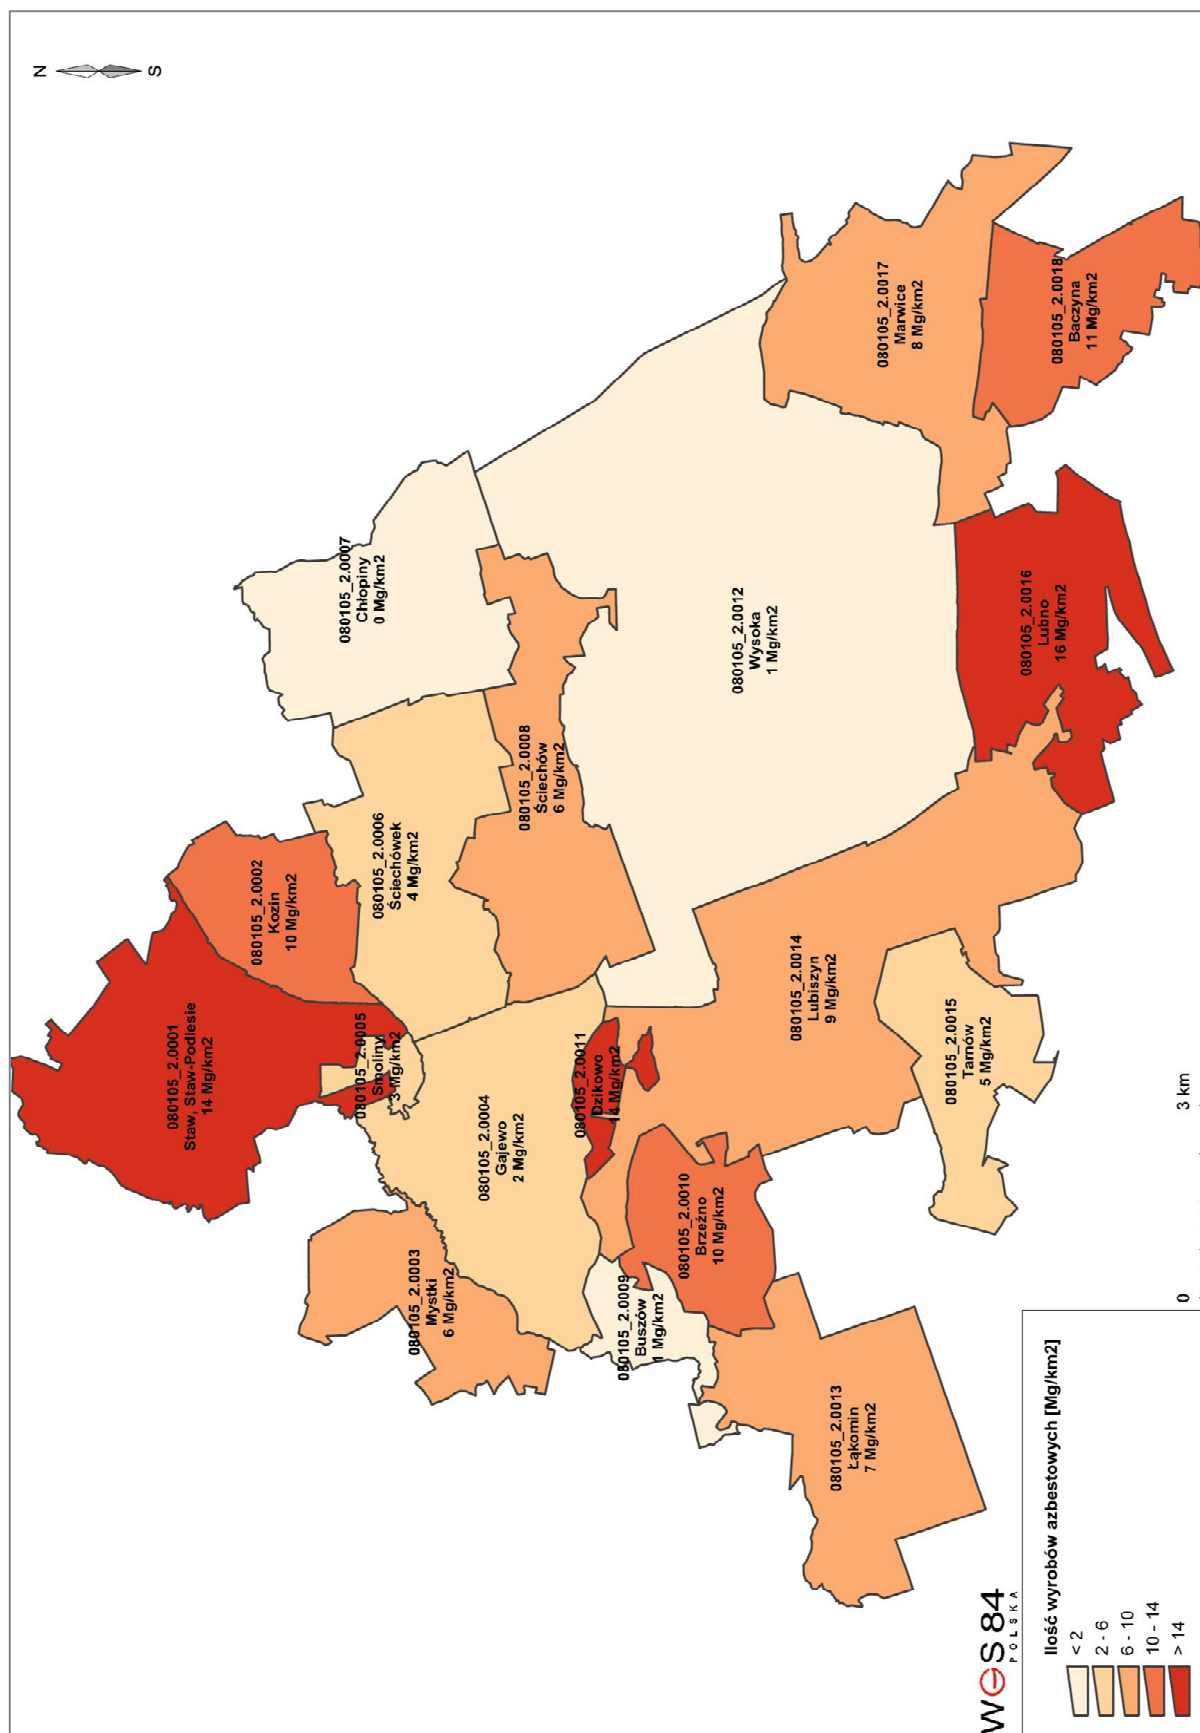 N
S
080105_2.0001
Staw, Staw-Podlesie
14 Mg/km2
080105_2.0002
Kozin
10 Mg/km2
080105_2.0003
Mystki
6 Mg/km2
080105_2.0004
Gajewo
2 Mg/km2
080105_2.0005
Smoliny
3 Mg/km2
080105_2.0006
Ściechówek
4 Mg/km2
080105_2.0007
Chłopiny
0 Mg/km2
080105_2.0008
Ściechów
6 Mg/km2
080105_2.0009
Buszów
1 Mg/km2
080105_2.0010
Brzeźno
10 Mg/km2
080105_2.0011
Dzikowo
14 Mg/km2
080105_2.0012
Wysoka
1 Mg/km2
080105_2.0013
Łąkomin
7 Mg/km2
080105_2.0014
Lubiszyn
9 Mg/km2
080105_2.0015
Tarnów
5 Mg/km2
080105_2.0016
Lubno
16 Mg/km2
080105_2.0017
Marwice
8 Mg/km2
080105_2.0018
Baczyna
11 Mg/km2
WGS84
POLSKA
Ilość wyrobów azbestowych [Mg/km2]
< 2
2 - 6
6 - 10
10 - 14
> 14
0 3 km